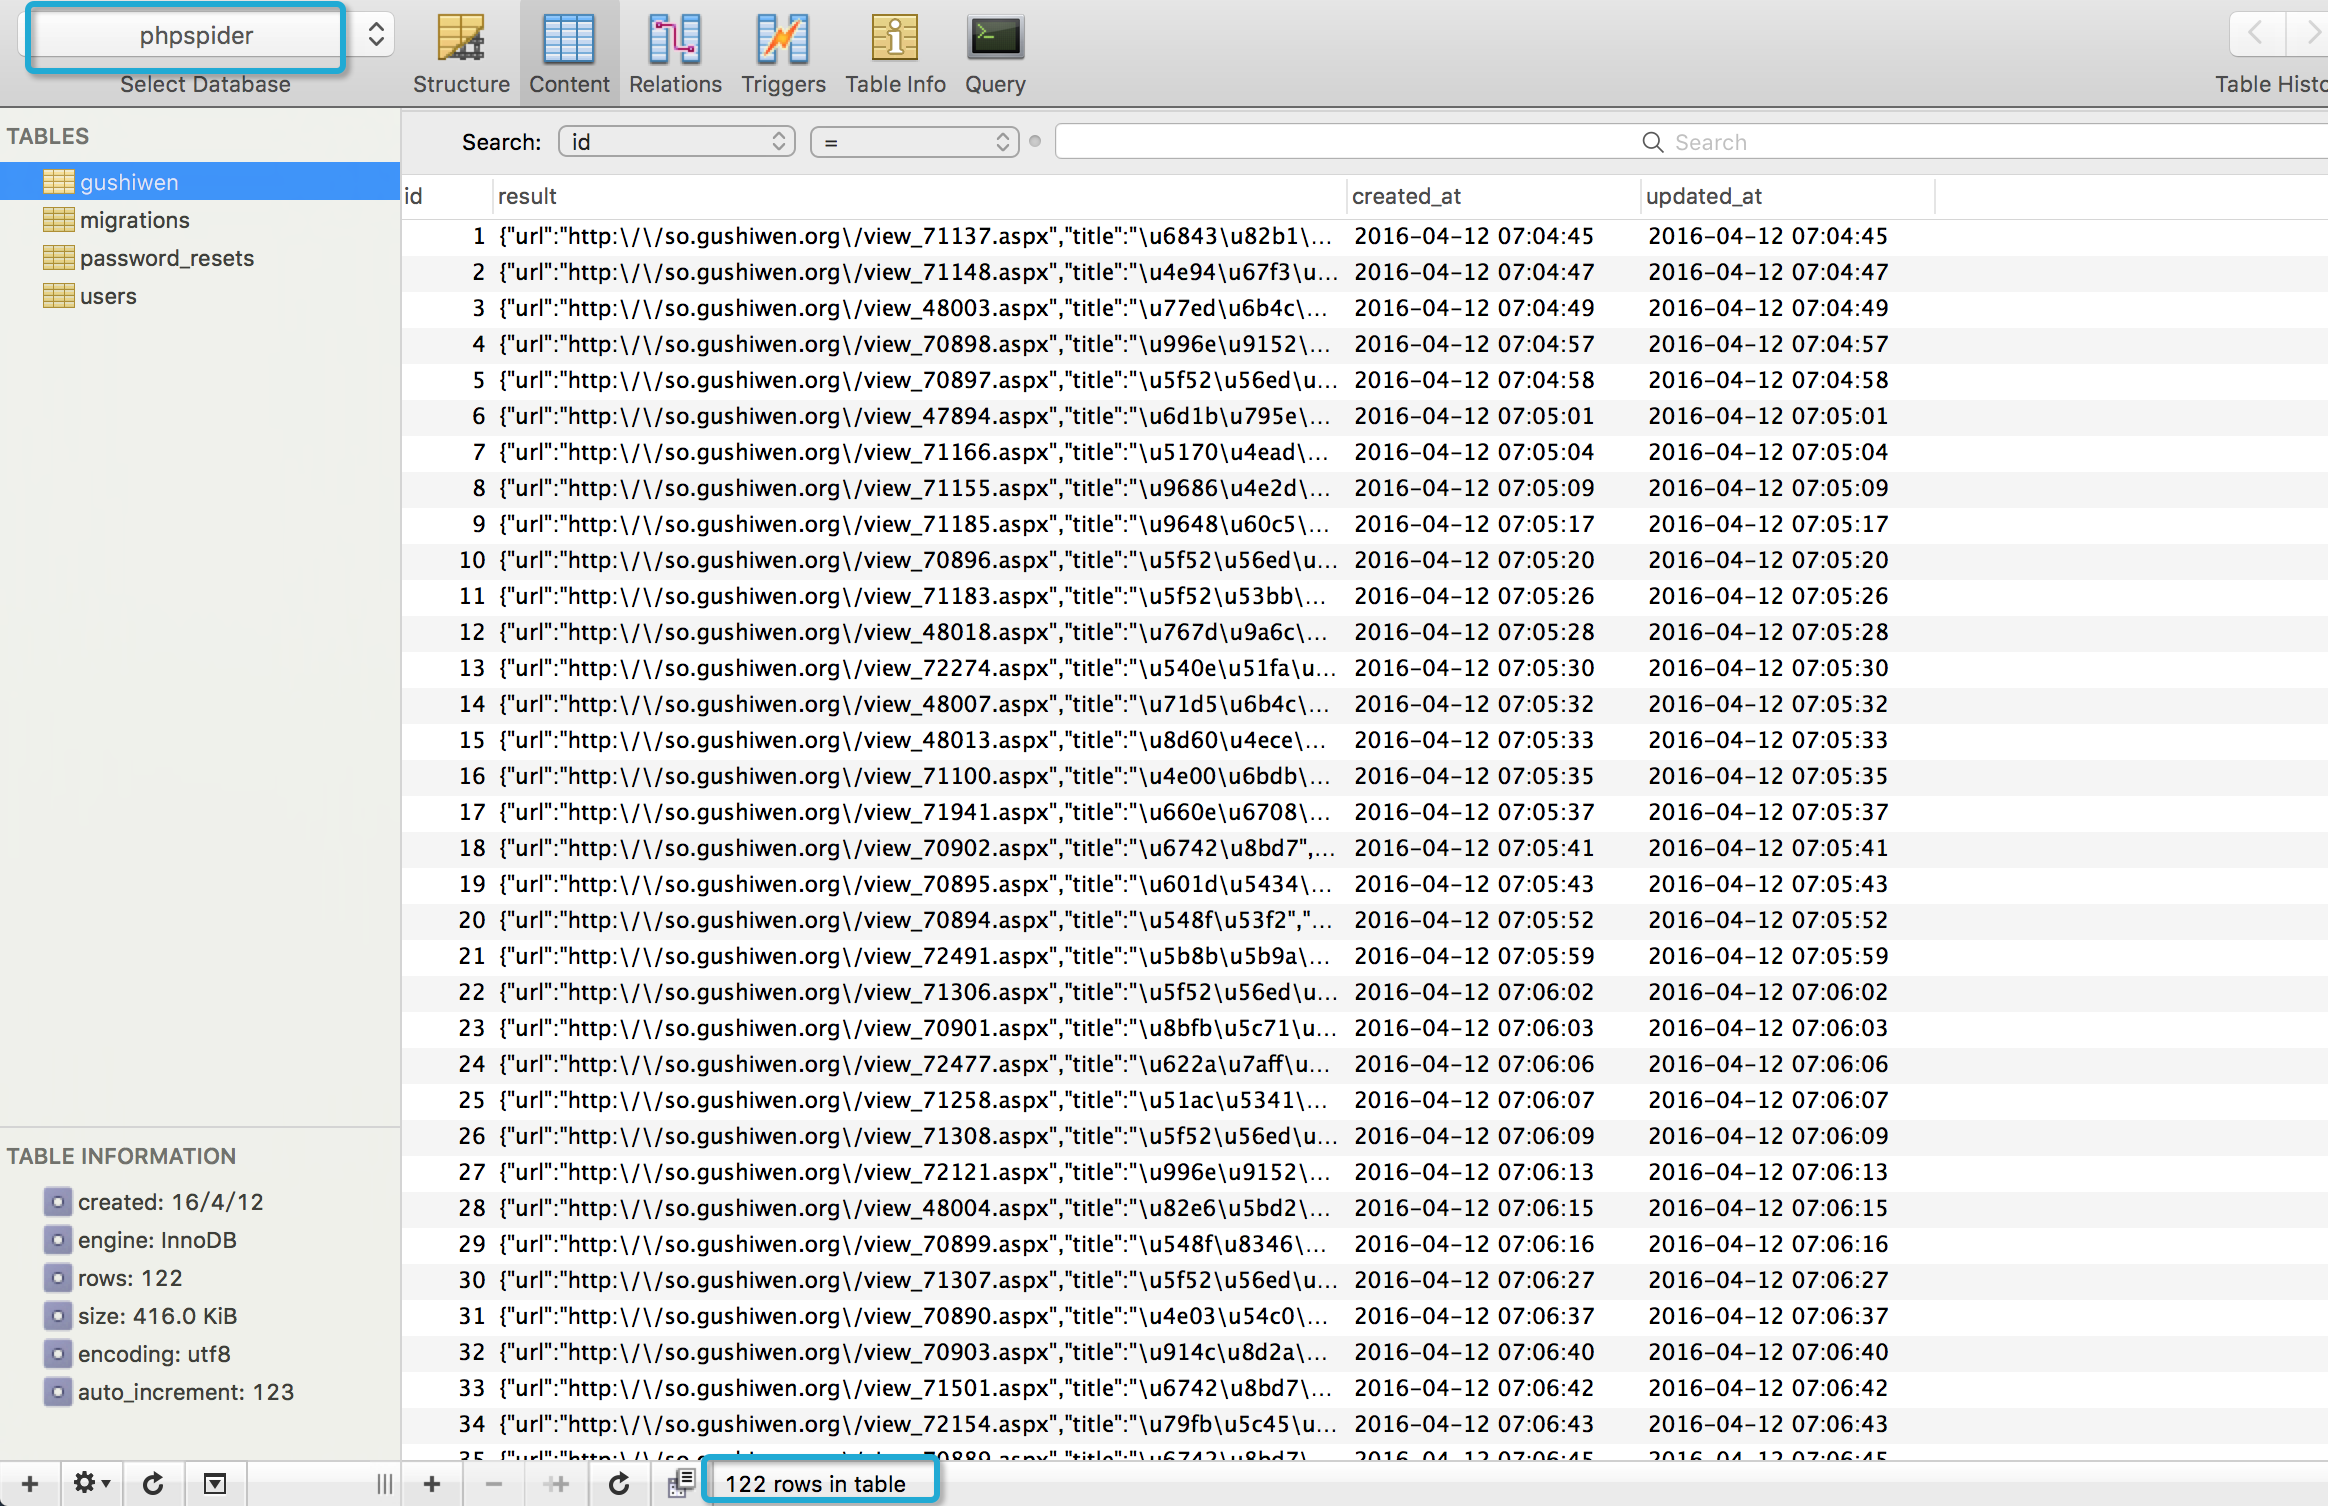 phpspider
Select Database
Structure
Content
Relations
Triggers
Table Info
Query
Table Histo
TABLES
gushiwen
migrations
password_resets
users
Search: id = Search
id result created_at updated_at
1 {"url":"http:\/\/so.gushiwen.org\/view_71137.aspx","title":"\u6843\u82b1\... 2016-04-12 07:04:45 2016-04-12 07:04:45
2 {"url":"http:\/\/so.gushiwen.org\/view_71148.aspx","title":"\u4e94\u67f3\u... 2016-04-12 07:04:47 2016-04-12 07:04:47
3 {"url":"http:\/\/so.gushiwen.org\/view_48003.aspx","title":"\u77ed\u6b4c\... 2016-04-12 07:04:49 2016-04-12 07:04:49
4 {"url":"http:\/\/so.gushiwen.org\/view_70898.aspx","title":"\u996e\u9152\... 2016-04-12 07:04:57 2016-04-12 07:04:57
5 {"url":"http:\/\/so.gushiwen.org\/view_70897.aspx","title":"\u5f52\u56ed\u... 2016-04-12 07:04:58 2016-04-12 07:04:58
6 {"url":"http:\/\/so.gushiwen.org\/view_47894.aspx","title":"\u6d1b\u795e\... 2016-04-12 07:05:01 2016-04-12 07:05:01
7 {"url":"http:\/\/so.gushiwen.org\/view_71166.aspx","title":"\u5170\u4ead\... 2016-04-12 07:05:04 2016-04-12 07:05:04
8 {"url":"http:\/\/so.gushiwen.org\/view_71155.aspx","title":"\u9686\u4e2d\... 2016-04-12 07:05:09 2016-04-12 07:05:09
9 {"url":"http:\/\/so.gushiwen.org\/view_71185.aspx","title":"\u9648\u60c5\... 2016-04-12 07:05:17 2016-04-12 07:05:17
10 {"url":"http:\/\/so.gushiwen.org\/view_70896.aspx","title":"\u5f52\u56ed\u... 2016-04-12 07:05:20 2016-04-12 07:05:20
11 {"url":"http:\/\/so.gushiwen.org\/view_71183.aspx","title":"\u5f52\u53bb\... 2016-04-12 07:05:26 2016-04-12 07:05:26
12 {"url":"http:\/\/so.gushiwen.org\/view_48018.aspx","title":"\u767d\u9a6c\... 2016-04-12 07:05:28 2016-04-12 07:05:28
13 {"url":"http:\/\/so.gushiwen.org\/view_72274.aspx","title":"\u540e\u51fa\u... 2016-04-12 07:05:30 2016-04-12 07:05:30
14 {"url":"http:\/\/so.gushiwen.org\/view_48007.aspx","title":"\u71d5\u6b4c\... 2016-04-12 07:05:32 2016-04-12 07:05:32
15 {"url":"http:\/\/so.gushiwen.org\/view_48013.aspx","title":"\u8d60\u4ece\... 2016-04-12 07:05:33 2016-04-12 07:05:33
16 {"url":"http:\/\/so.gushiwen.org\/view_71100.aspx","title":"\u4e00\u6bdb\... 2016-04-12 07:05:35 2016-04-12 07:05:35
17 {"url":"http:\/\/so.gushiwen.org\/view_71941.aspx","title":"\u660e\u6708\... 2016-04-12 07:05:37 2016-04-12 07:05:37
18 {"url":"http:\/\/so.gushiwen.org\/view_70902.aspx","title":"\u6742\u8bd7",... 2016-04-12 07:05:41 2016-04-12 07:05:41
19 {"url":"http:\/\/so.gushiwen.org\/view_70895.aspx","title":"\u601d\u5434\... 2016-04-12 07:05:43 2016-04-12 07:05:43
20 {"url":"http:\/\/so.gushiwen.org\/view_70894.aspx","title":"\u548f\u53f2","... 2016-04-12 07:05:52 2016-04-12 07:05:52
21 {"url":"http:\/\/so.gushiwen.org\/view_72491.aspx","title":"\u5b8b\u5b9a\... 2016-04-12 07:05:59 2016-04-12 07:05:59
22 {"url":"http:\/\/so.gushiwen.org\/view_71306.aspx","title":"\u5f52\u56ed\u... 2016-04-12 07:06:02 2016-04-12 07:06:02
23 {"url":"http:\/\/so.gushiwen.org\/view_70901.aspx","title":"\u8bfb\u5c71\u... 2016-04-12 07:06:03 2016-04-12 07:06:03
24 {"url":"http:\/\/so.gushiwen.org\/view_72477.aspx","title":"\u622a\u7aff\u... 2016-04-12 07:06:06 2016-04-12 07:06:06
25 {"url":"http:\/\/so.gushiwen.org\/view_71258.aspx","title":"\u51ac\u5341\... 2016-04-12 07:06:07 2016-04-12 07:06:07
26 {"url":"http:\/\/so.gushiwen.org\/view_71308.aspx","title":"\u5f52\u56ed\u... 2016-04-12 07:06:09 2016-04-12 07:06:09
27 {"url":"http:\/\/so.gushiwen.org\/view_72121.aspx","title":"\u996e\u9152\... 2016-04-12 07:06:13 2016-04-12 07:06:13
28 {"url":"http:\/\/so.gushiwen.org\/view_48004.aspx","title":"\u82e6\u5bd2\... 2016-04-12 07:06:15 2016-04-12 07:06:15
29 {"url":"http:\/\/so.gushiwen.org\/view_70899.aspx","title":"\u548f\u8346\... 2016-04-12 07:06:16 2016-04-12 07:06:16
30 {"url":"http:\/\/so.gushiwen.org\/view_71307.aspx","title":"\u5f52\u56ed\u... 2016-04-12 07:06:27 2016-04-12 07:06:27
31 {"url":"http:\/\/so.gushiwen.org\/view_70890.aspx","title":"\u4e03\u54c0\... 2016-04-12 07:06:37 2016-04-12 07:06:37
32 {"url":"http:\/\/so.gushiwen.org\/view_70903.aspx","title":"\u914c\u8d2a\... 2016-04-12 07:06:40 2016-04-12 07:06:40
33 {"url":"http:\/\/so.gushiwen.org\/view_71501.aspx","title":"\u6742\u8bd7\... 2016-04-12 07:06:42 2016-04-12 07:06:42
34 {"url":"http:\/\/so.gushiwen.org\/view_72154.aspx","title":"\u79fb\u5c45\u... 2016-04-12 07:06:43 2016-04-12 07:06:43
TABLE INFORMATION
created: 16/4/12
engine: InnoDB
rows: 122
size: 416.0 KiB
encoding: utf8
auto_increment: 123
122 rows in table